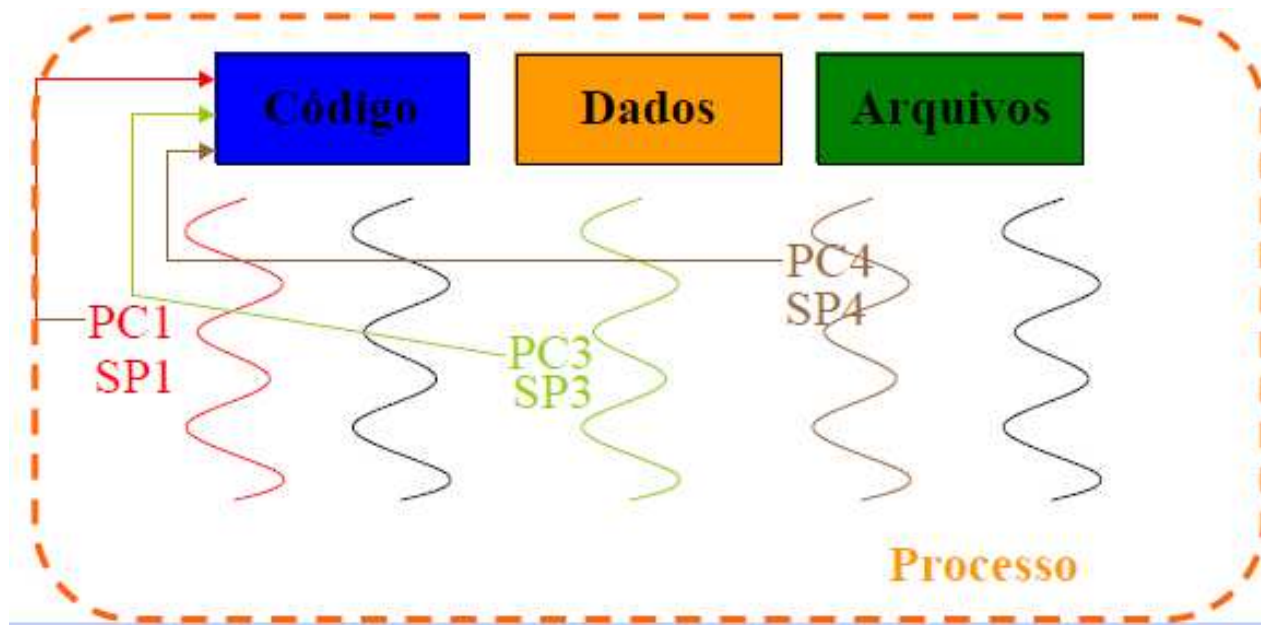 Código
Dados
Arquivos
PC1
SP1
PC3
SP3
PC4
SP4
Processo